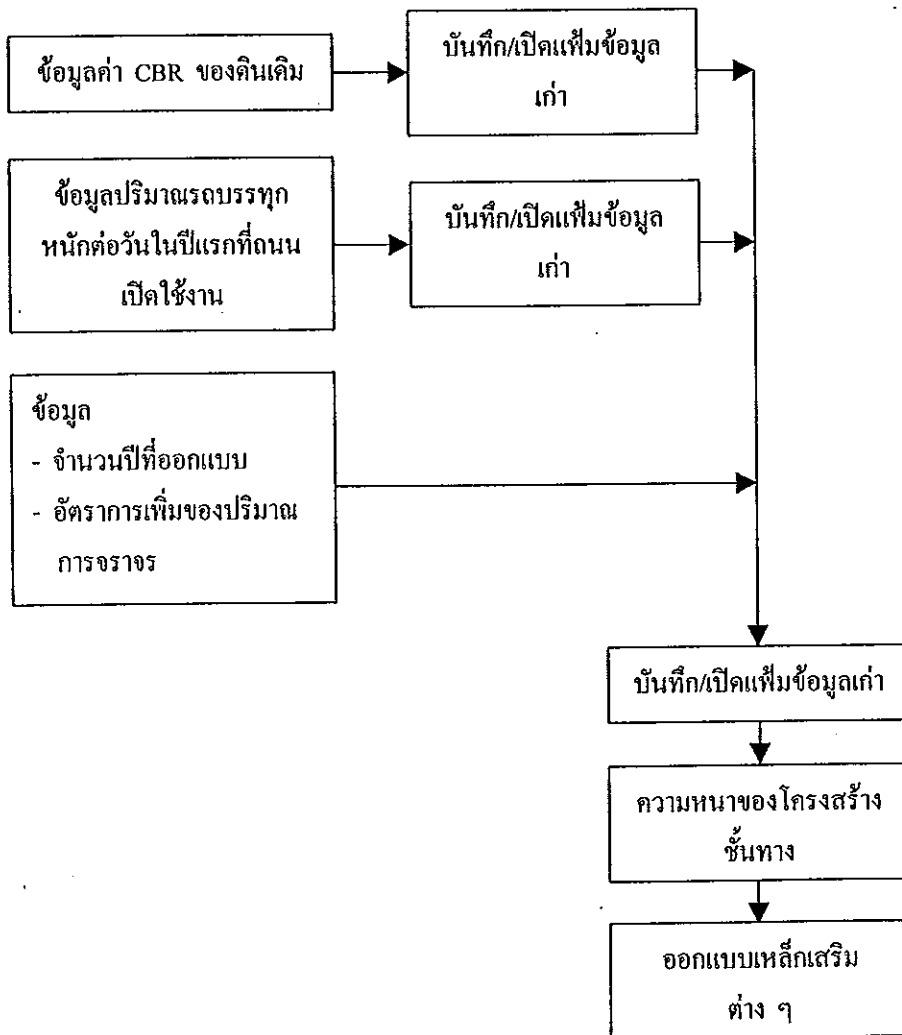 ข้อมูลค่า CBR ของดินเดิม
บันทึก/เปิดแฟ้มข้อมูล
เก่า
ข้อมูลปริมาณรถบรรทุก
หนักต่อวันในปีแรกที่ถนน
เปิดใช้งาน
บันทึก/เปิดแฟ้มข้อมูล
เก่า
ข้อมูล
- จำนวนปีที่ออกแบบ
- อัตราการเพิ่มของปริมาณ
การจราจร
บันทึก/เปิดแฟ้มข้อมูลเก่า
ความหนาของโครงสร้าง
ชั้นทาง
ออกแบบเหล็กเสริม
ต่าง ๆ